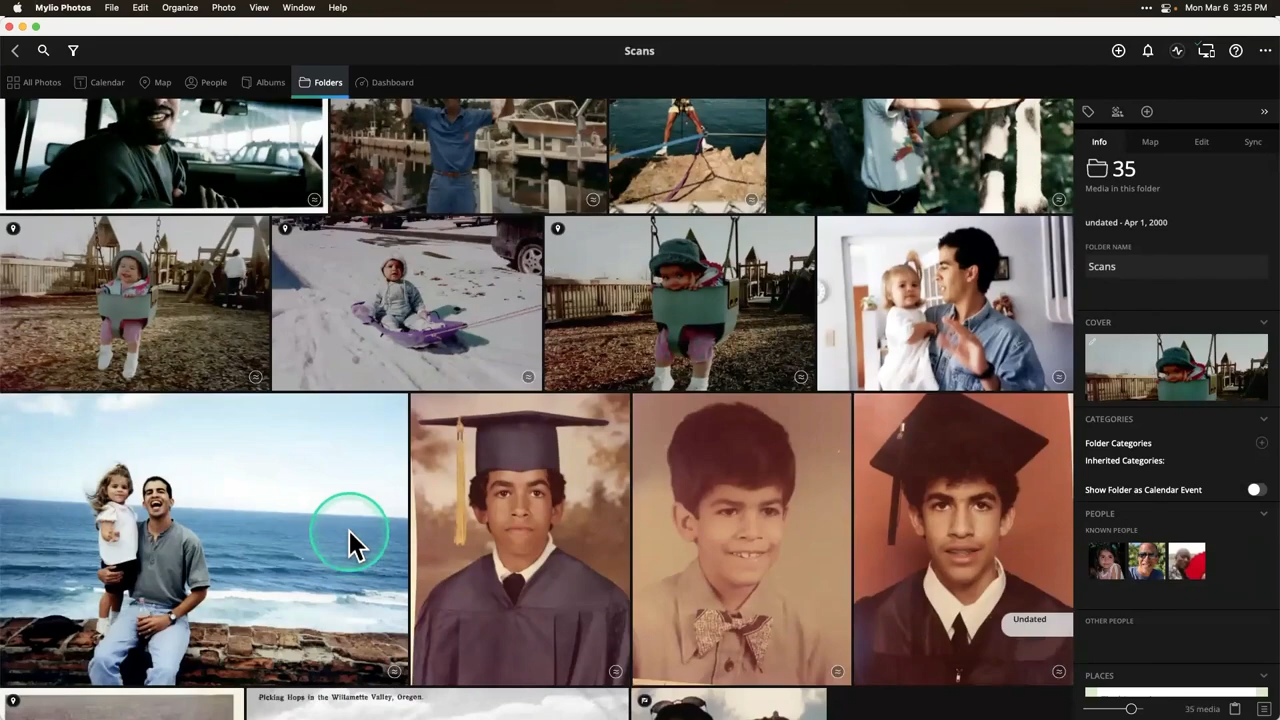 Mylio Photos File Edit Organize Photo View Window Help Mon Mar 6 3:25 PM
Scans
All Photos Calendar Map People Albums Folders Dashboard
Info Map Edit Sync
35
Media in this folder
undated - Apr 1, 2000
FOLDER NAME
Scans
COVER
CATEGORIES
Folder Categories
Inherited Categories:
Show Folder as Calendar Event
PEOPLE
KNOWN PEOPLE
Undated
OTHER PEOPLE
PLACES
Picking Hops in the Willamette Valley, Oregon.
35 media